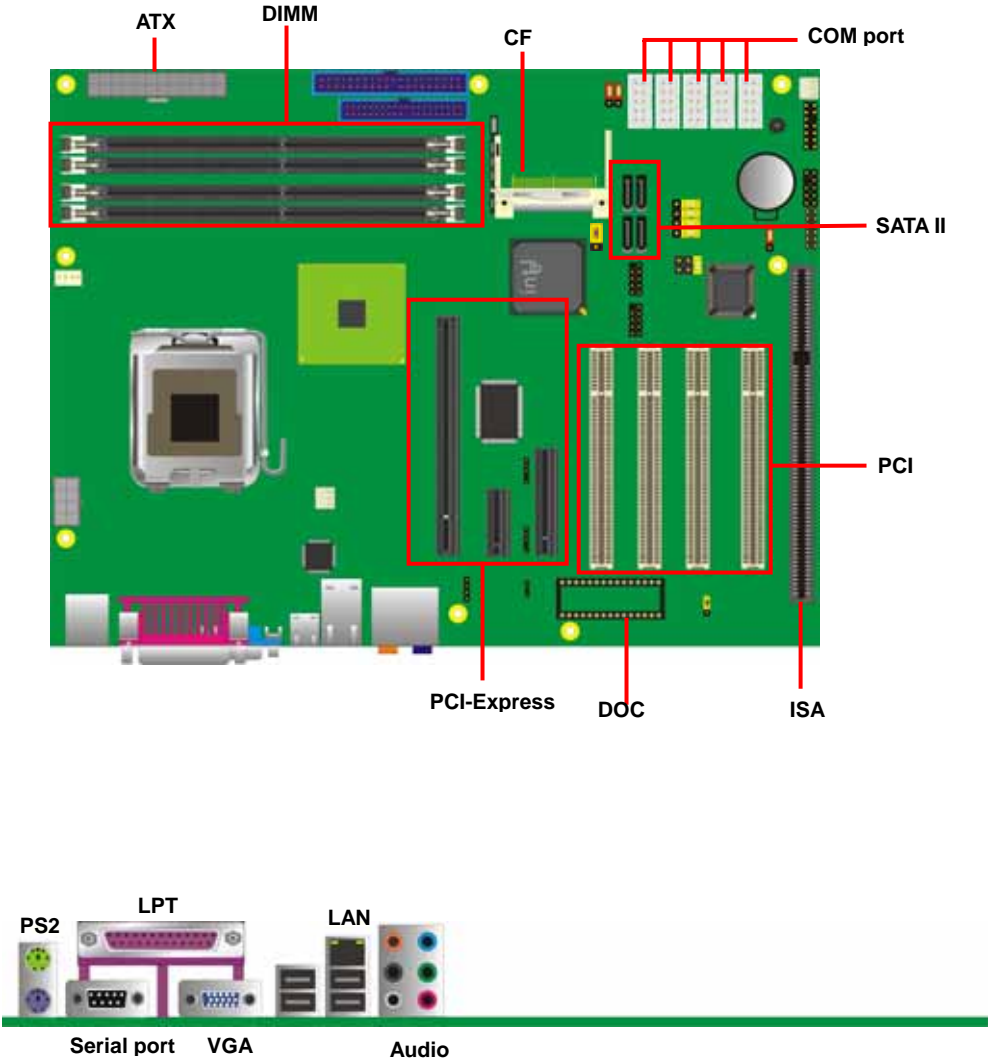 ATX
DIMM
CF
COM port
SATA II
PCI
PCI-Express
DOC
ISA
PS2
LPT
LAN
Serial port
VGA
Audio